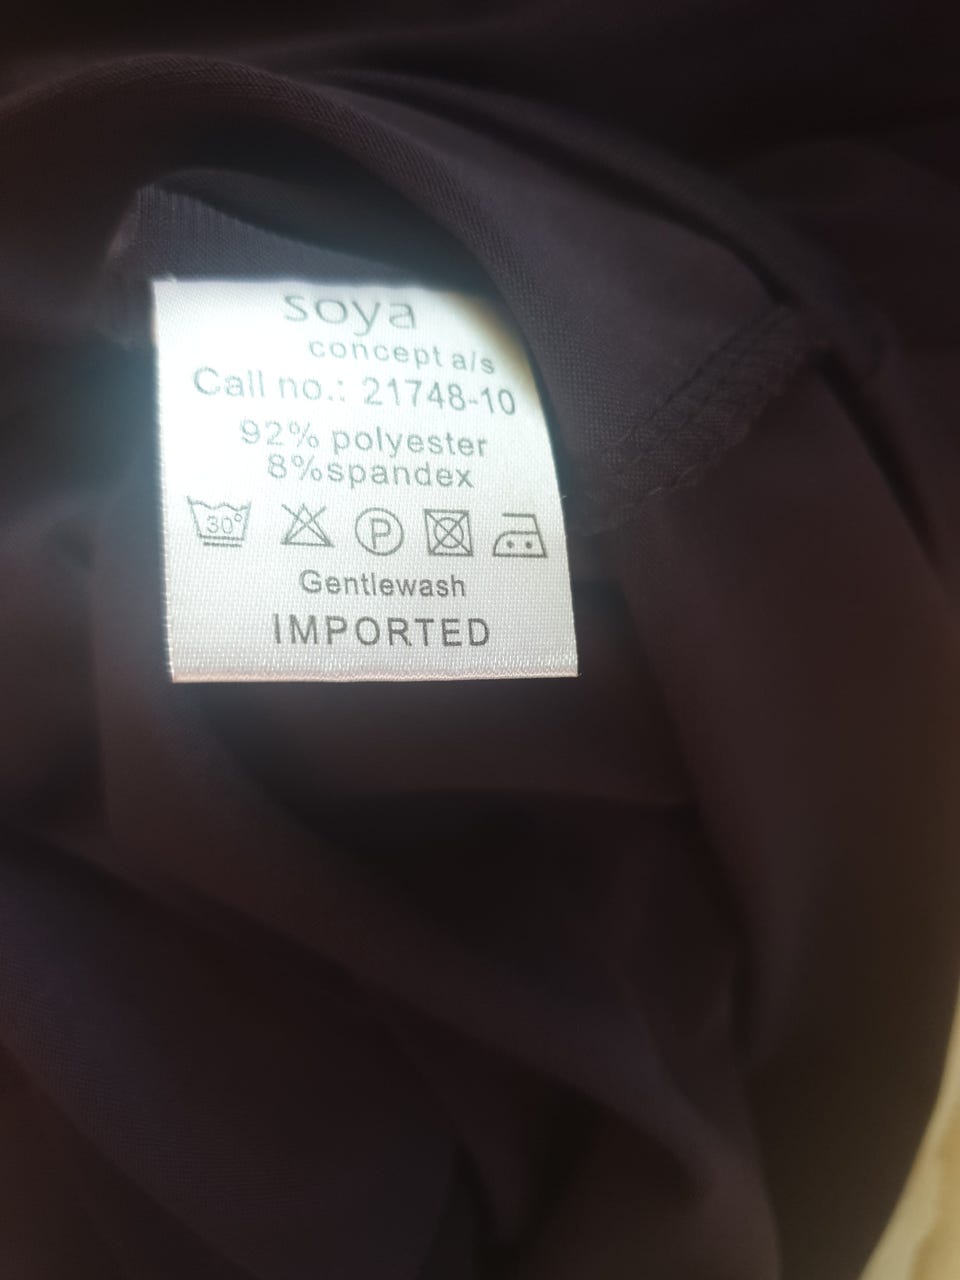 soya
concept a/s
Call no.: 21748-10
92% polyester
8%spandex
30° P
Gentlewash
IMPORTED